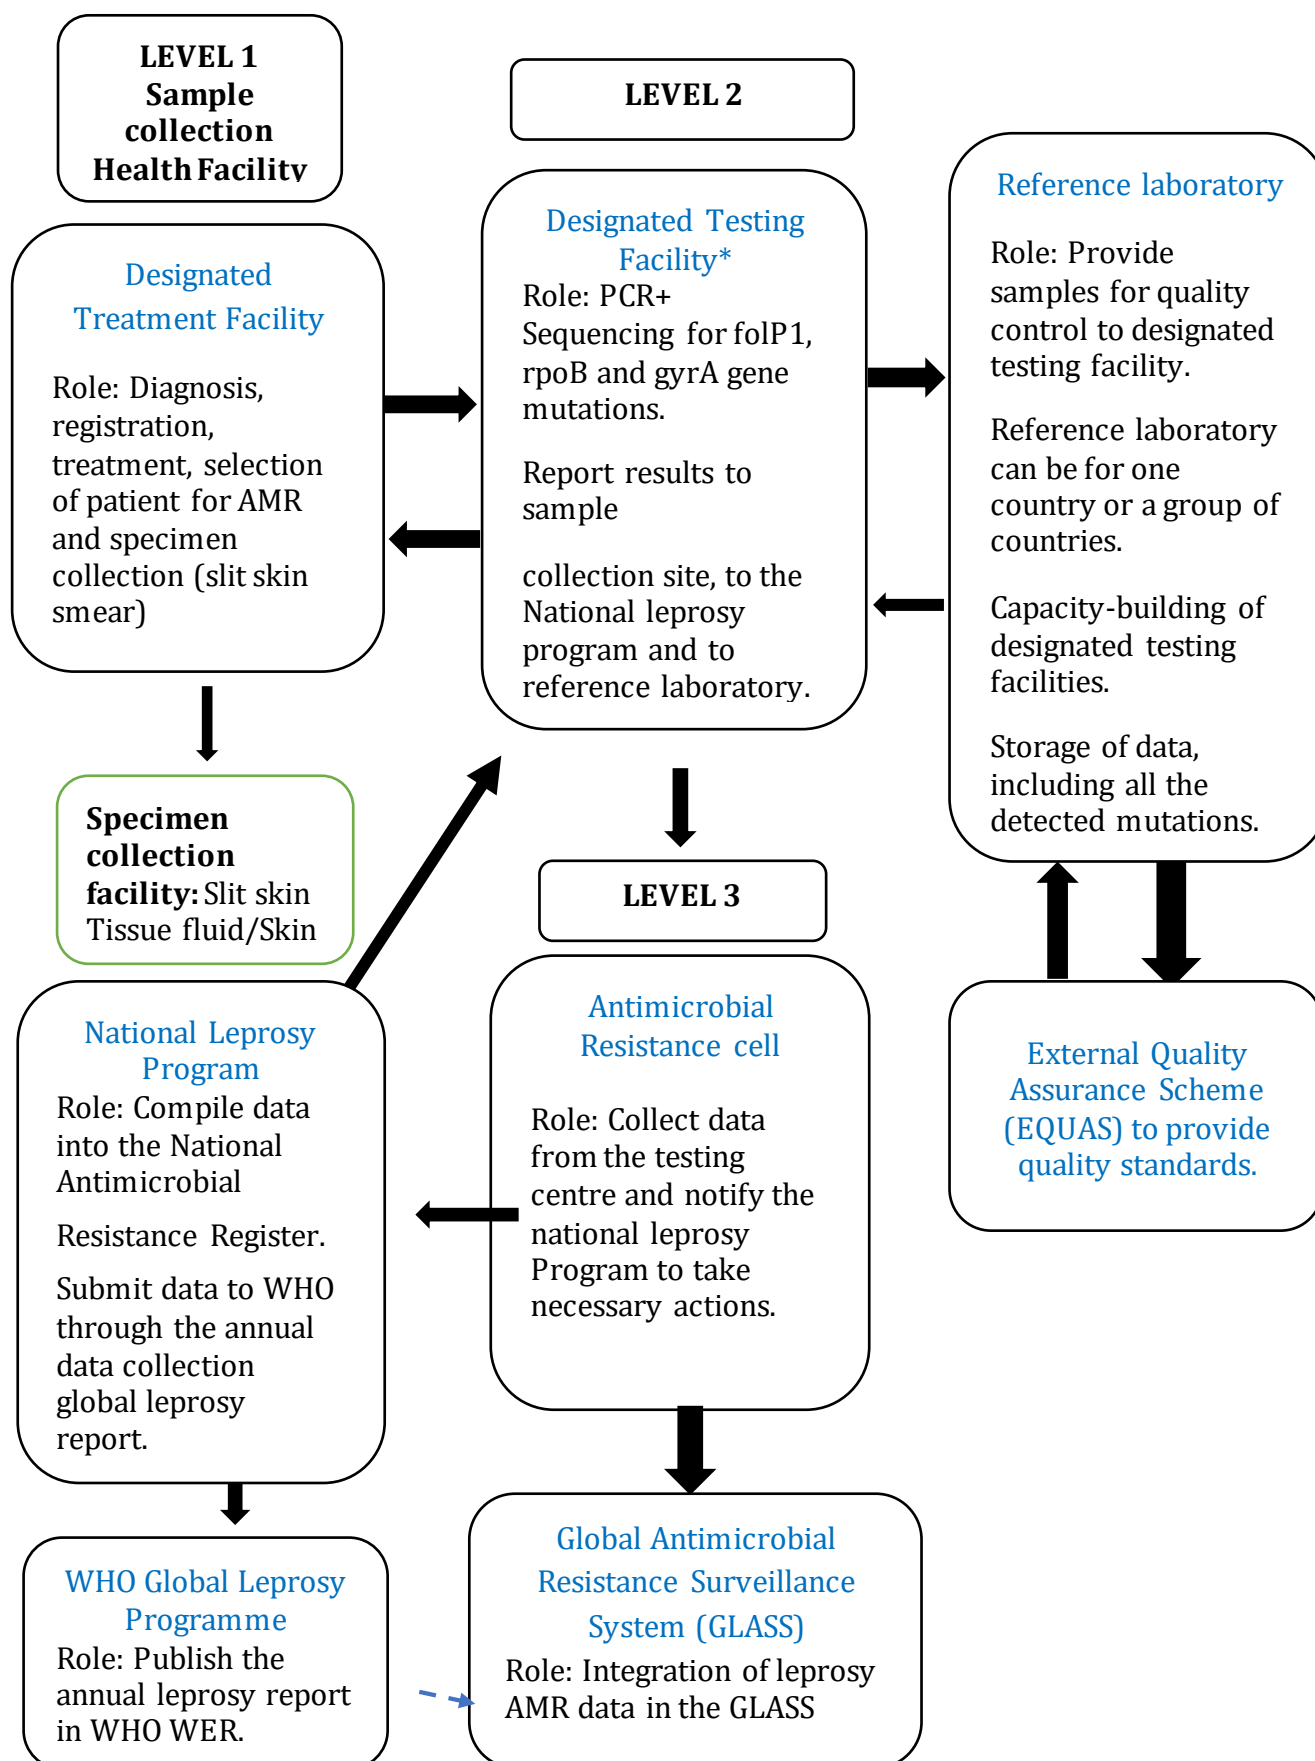 LEVEL 1
Sample
collection
Health Facility
LEVEL 2
Designated
Treatment Facility
Role: Diagnosis,
registration,
treatment, selection
of patient for AMR
and specimen
collection (slit skin
smear)
Designated Testing
Facility*
Role: PCR+
Sequencing for folP1,
rpoB and gyrA gene
mutations.
Report results to
sample
collection site, to the
National leprosy
program and to
reference laboratory.
Reference laboratory
Role: Provide
samples for quality
control to designated
testing facility.
Reference laboratory
can be for one
country or a group of
countries.
Capacity-building of
designated testing
facilities.
Storage of data,
including all the
detected mutations.
Specimen
collection
facility: Slit skin
Tissue fluid/Skin
LEVEL 3
National Leprosy
Program
Role: Compile data
into the National
Antimicrobial
Resistance Register.
Submit data to WHO
through the annual
data collection
global leprosy
report.
Antimicrobial
Resistance cell
Role: Collect data
from the testing
centre and notify the
national leprosy
Program to take
necessary actions.
External Quality
Assurance Scheme
(EQUAS) to provide
quality standards.
WHO Global Leprosy
Programme
Role: Publish the
annual leprosy report
in WHO WER.
Global Antimicrobial
Resistance Surveillance
System (GLASS)
Role: Integration of leprosy
AMR data in the GLASS